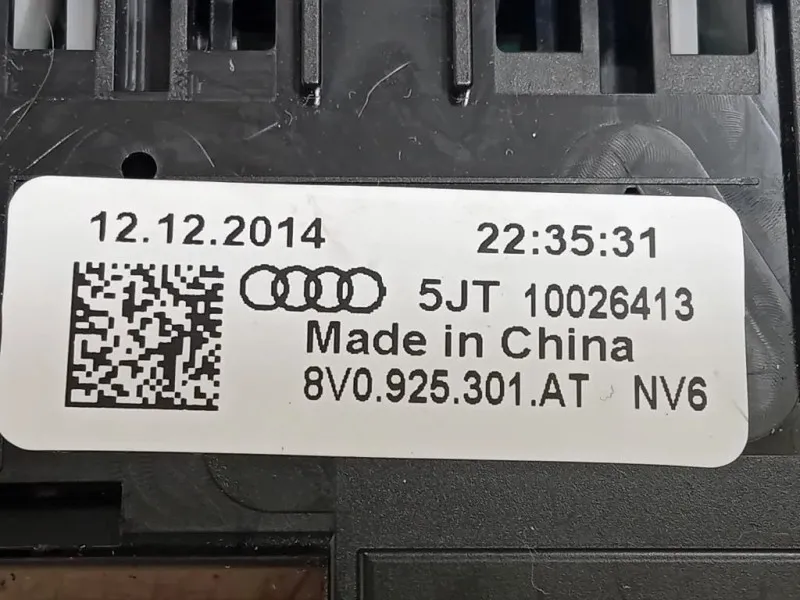 12.12.2014 22:35:31
5JT 10026413
Made in China
8V0.925.301.AT NV6